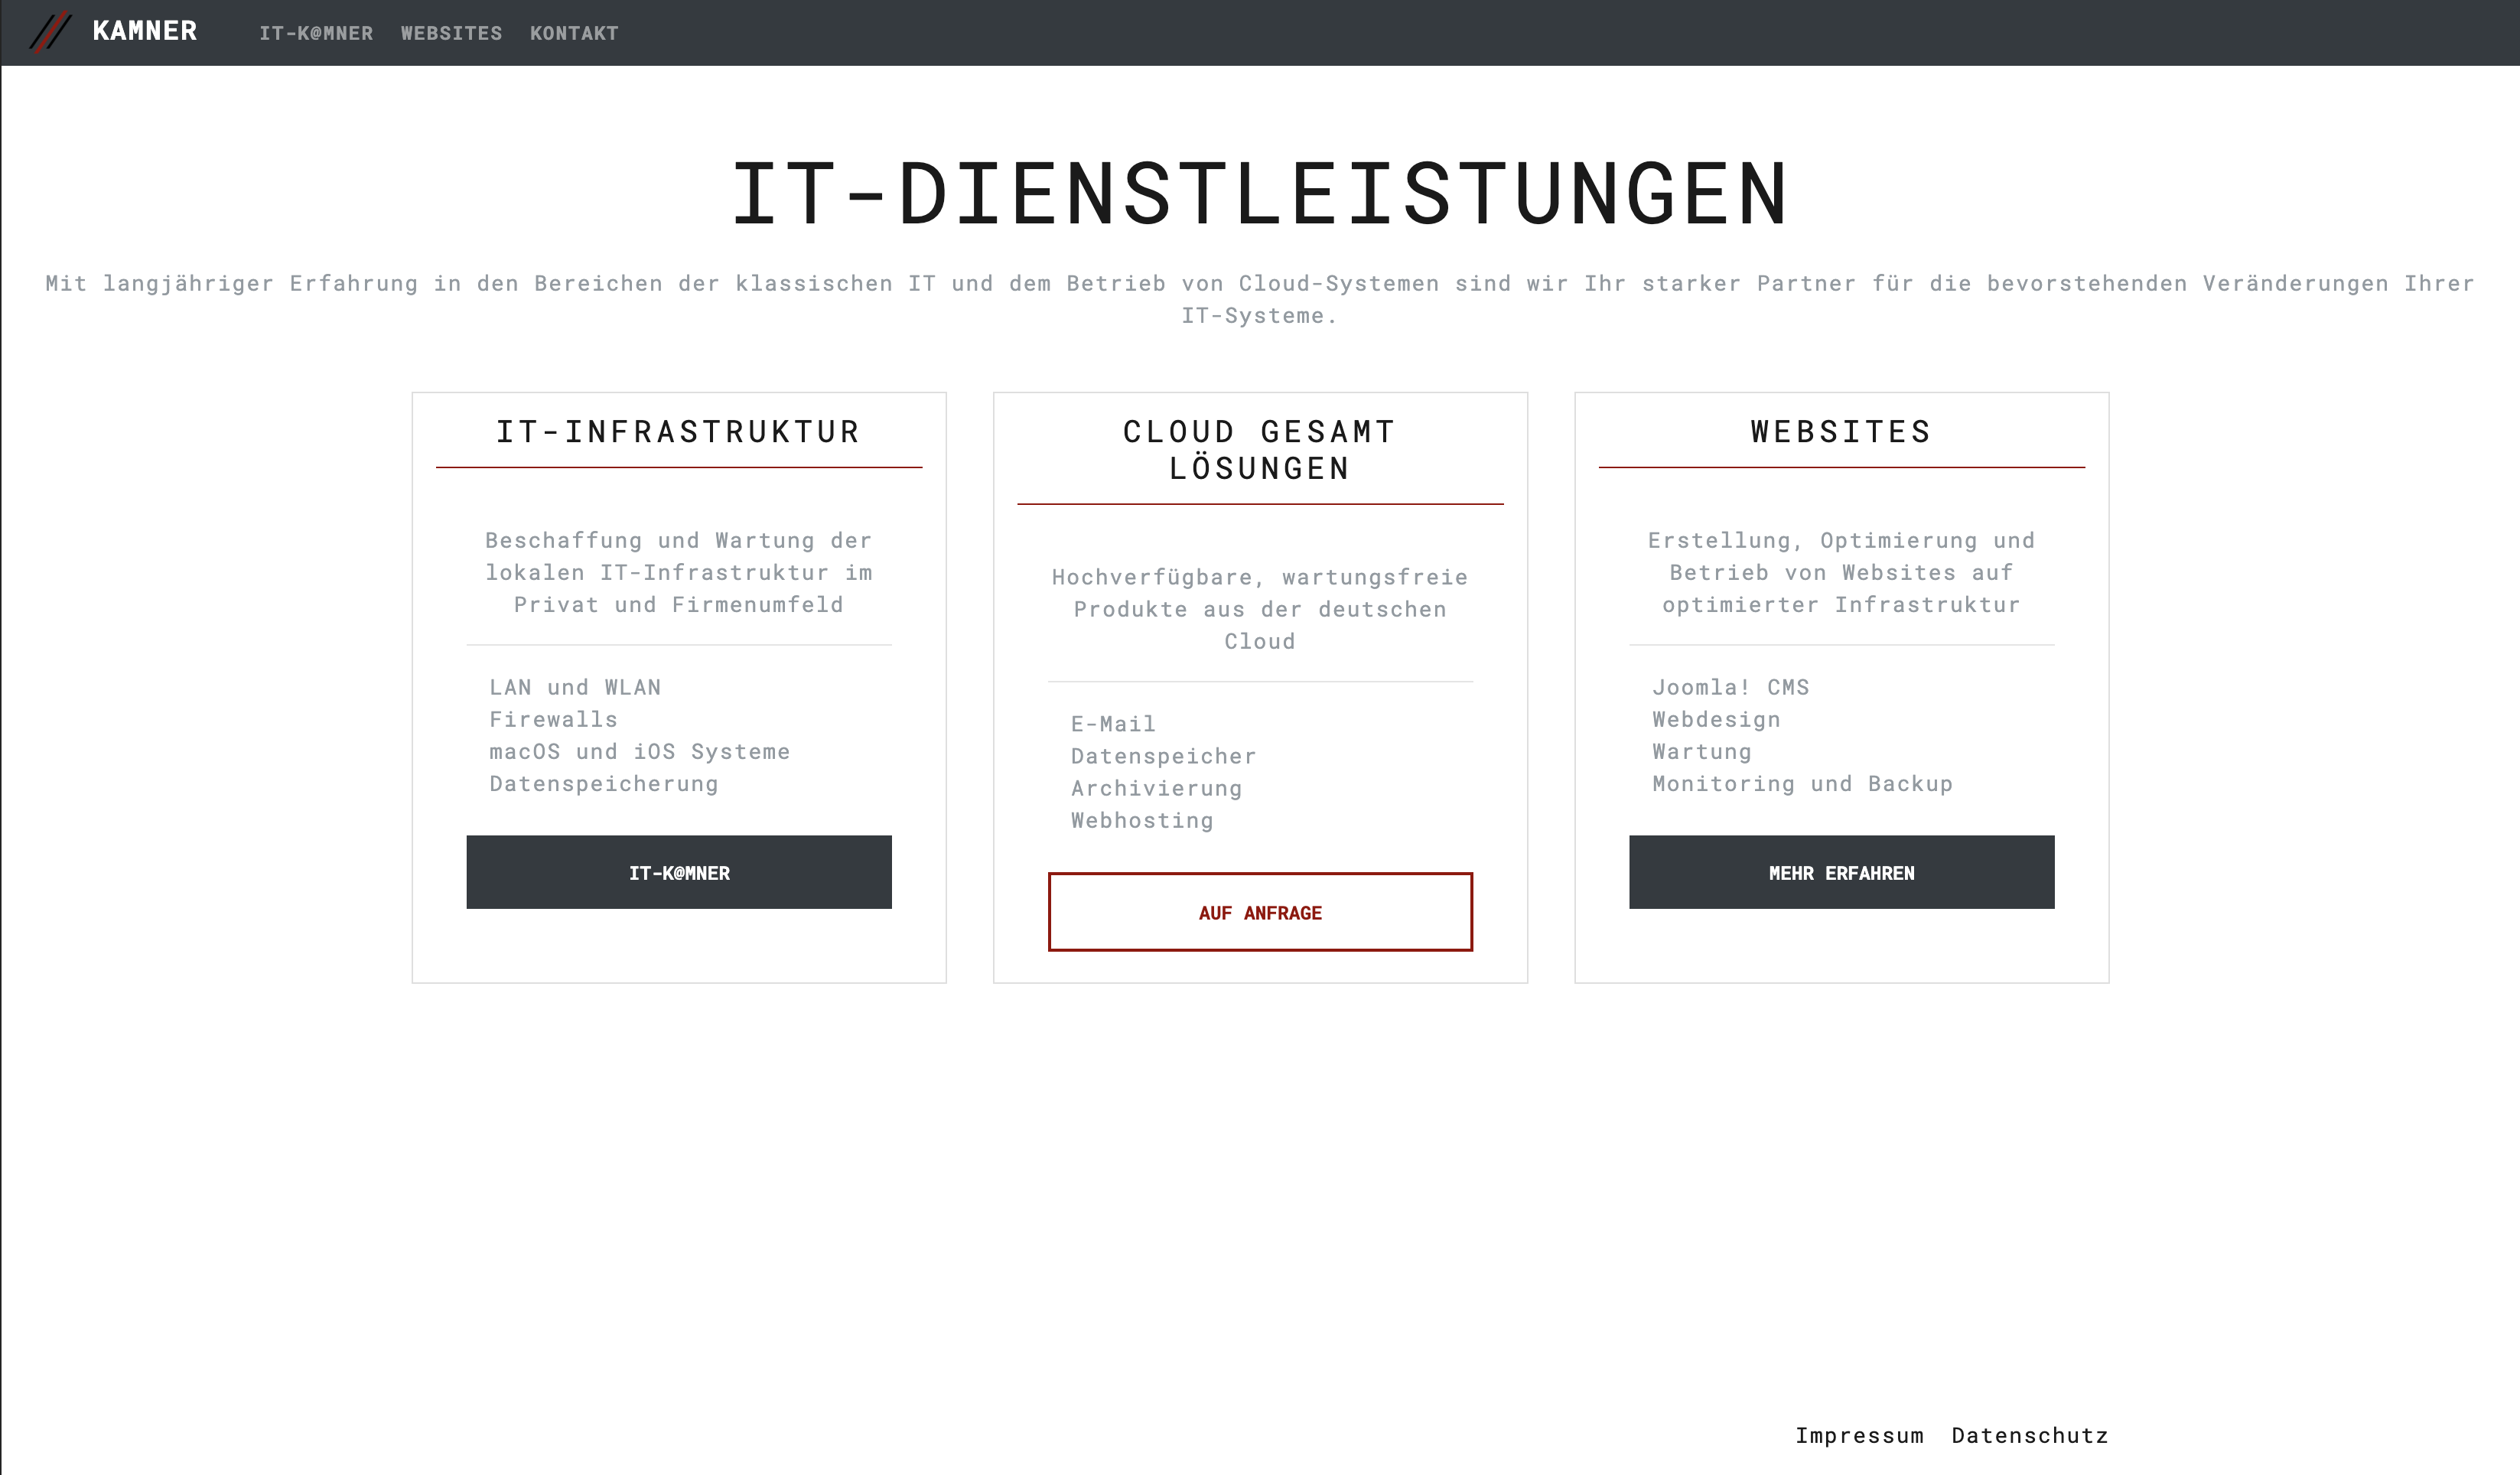 KAMNER
IT-K@MNER WEBSITES KONTAKT
IT-DIENSTLEISTUNGEN
Mit langjähriger Erfahrung in den Bereichen der klassischen IT und dem Betrieb von Cloud-Systemen sind wir Ihr starker Partner für die bevorstehenden Veränderungen Ihrer
IT-Systeme.
IT-INFRASTRUKTUR
Beschaffung und Wartung der
lokalen IT-Infrastruktur im
Privat und Firmenumfeld
LAN und WLAN
Firewalls
macOS und iOS Systeme
Datenspeicherung
IT-K@MNER
CLOUD GESAMT
LÖSUNGEN
Hochverfügbare, wartungsfreie
Produkte aus der deutschen
Cloud
E-Mail
Datenspeicher
Archivierung
Webhosting
AUF ANFRAGE
WEBSITES
Erstellung, Optimierung und
Betrieb von Websites auf
optimierter Infrastruktur
Joomla! CMS
Webdesign
Wartung
Monitoring und Backup
MEHR ERFAHREN
Impressum Datenschutz